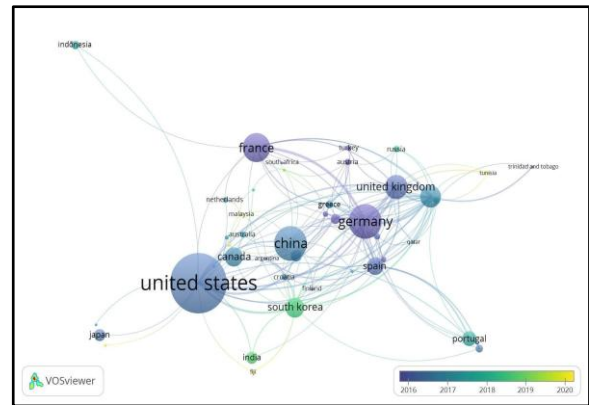 indonesia
france
turkey
russia
south africa
austria
tunisia
trinidad and tobago
united kingdom
netherlands
greece
malaysia
germany
australia
china
qatar
canada
argentina
spain
united states
croatia
finland
south korea
japan
portugal
india
fiji
VOSviewer
2016 2017 2018 2019 2020